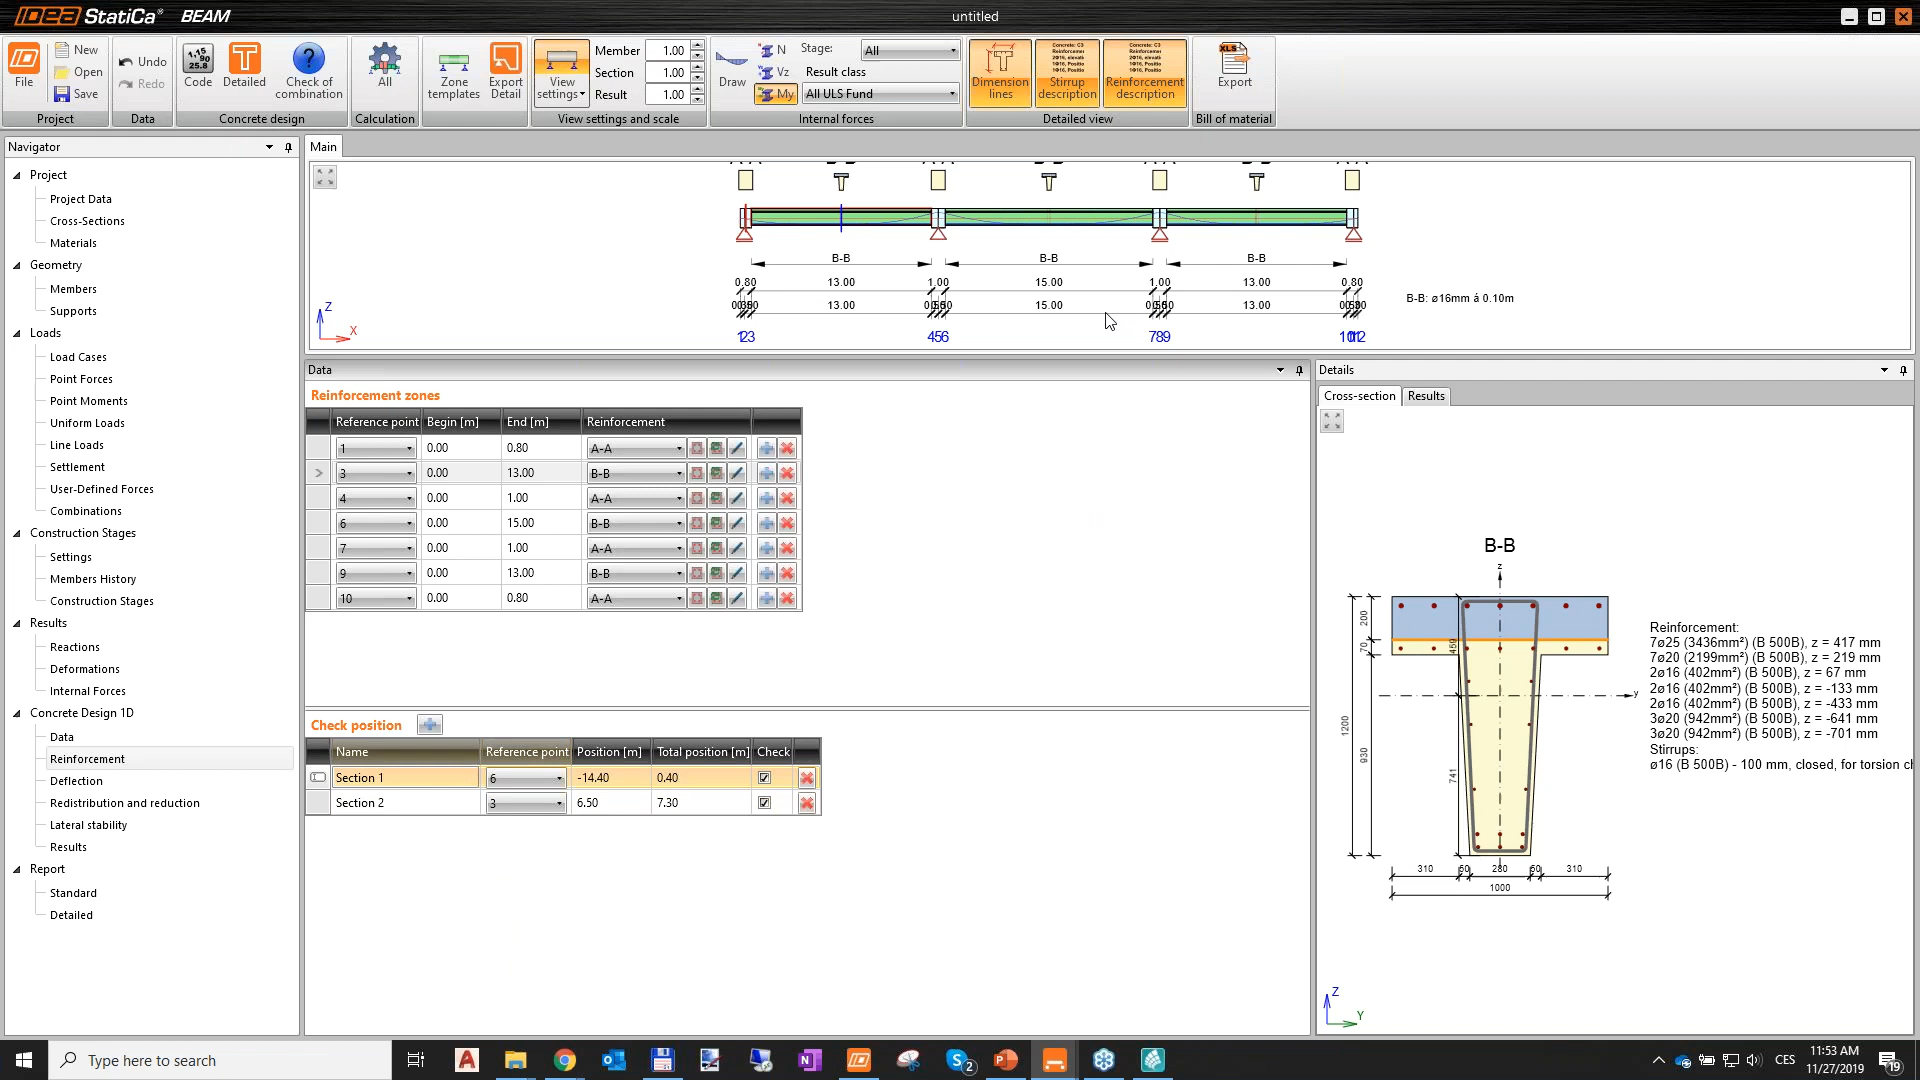 IDEA StatiCa® BEAM
untitled
File
New
Open
Save
Project
Undo
Redo
Data
Code
Detailed
Check of combination
Concrete design
All
Calculation
Zone templates
Export Detail
View settings
Member 1.00
Section 1.00
Result 1.00
View settings and scale
Draw
N
Vz
My
Stage: All
Result class
All ULS Fund
Internal forces
Dimension lines
Stirrup description
Reinforcement description
Detailed view
XLS
Export
Bill of material
Navigator
Project
Project Data
Cross-Sections
Materials
Geometry
Members
Supports
Loads
Load Cases
Point Forces
Point Moments
Uniform Loads
Line Loads
Settlement
User-Defined Forces
Combinations
Construction Stages
Settings
Members History
Construction Stages
Results
Reactions
Deformations
Internal Forces
Concrete Design 1D
Data
Reinforcement
Deflection
Redistribution and reduction
Lateral stability
Results
Report
Standard
Detailed
Main
B-B B-B B-B
0.80 13.00 1.00 15.00 1.00 13.00 0.80
13.00 15.00 13.00
B-B: ø16mm á 0.10m
Z
X
123 456 789 101112
Data
Reinforcement zones
Reference point Begin [m] End [m] Reinforcement
1 0.00 0.80 A-A
3 0.00 13.00 B-B
4 0.00 1.00 A-A
6 0.00 15.00 B-B
7 0.00 1.00 A-A
9 0.00 13.00 B-B
10 0.00 0.80 A-A
Check position
Name Reference point Position [m] Total position [m] Check
Section 1 6 -14.40 0.40
Section 2 3 6.50 7.30
Details
Cross-section Results
B-B
z
y
200
70
930
1200
459
741
310 50 280 50 310
1000
Reinforcement:
7ø25 (3436mm²) (B 500B), z = 417 mm
7ø20 (2199mm²) (B 500B), z = 219 mm
2ø16 (402mm²) (B 500B), z = 67 mm
2ø16 (402mm²) (B 500B), z = -133 mm
2ø16 (402mm²) (B 500B), z = -433 mm
3ø20 (942mm²) (B 500B), z = -641 mm
3ø20 (942mm²) (B 500B), z = -701 mm
Stirrups:
ø16 (B 500B) - 100 mm, closed, for torsion ch
Z
Y
Type here to search
CES
11:53 AM
11/27/2019
19